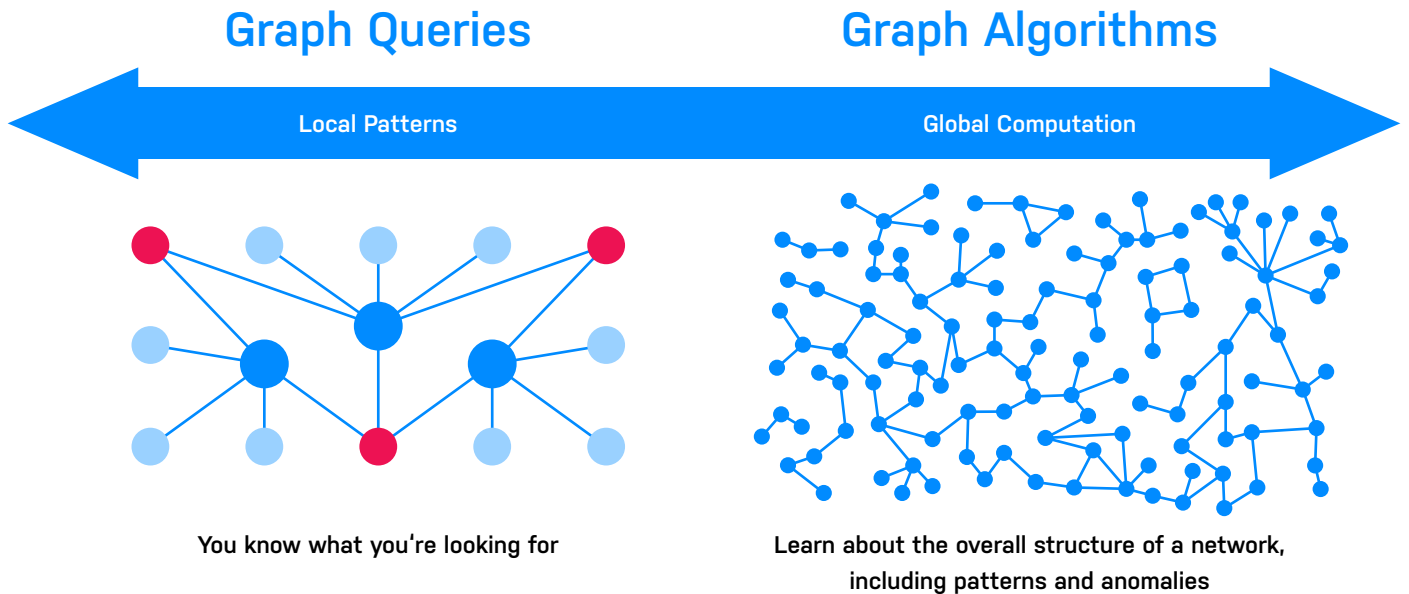 Graph Queries
Graph Algorithms
Local Patterns
Global Computation
You know what you‘re looking for
Learn about the overall structure of a network,
including patterns and anomalies